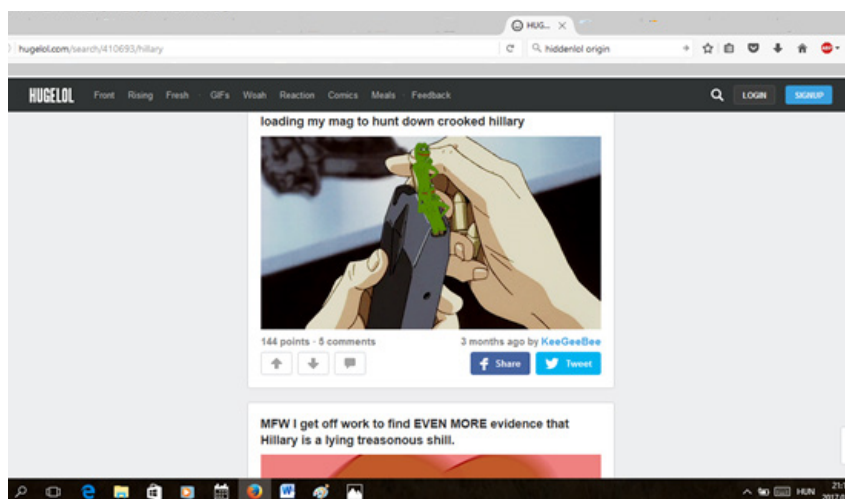 HUG...
hugelol.com/search/410693/hillary
hiddenlol origin
HUGELOL Front Rising Fresh GIFs Woah Reaction Comics Meals Feedback LOGIN SIGNUP
loading my mag to hunt down crooked hillary
144 points · 5 comments 3 months ago by KeeGeeBee
Share Tweet
MFW I get off work to find EVEN MORE evidence that
Hillary is a lying treasonous shill.
HUN